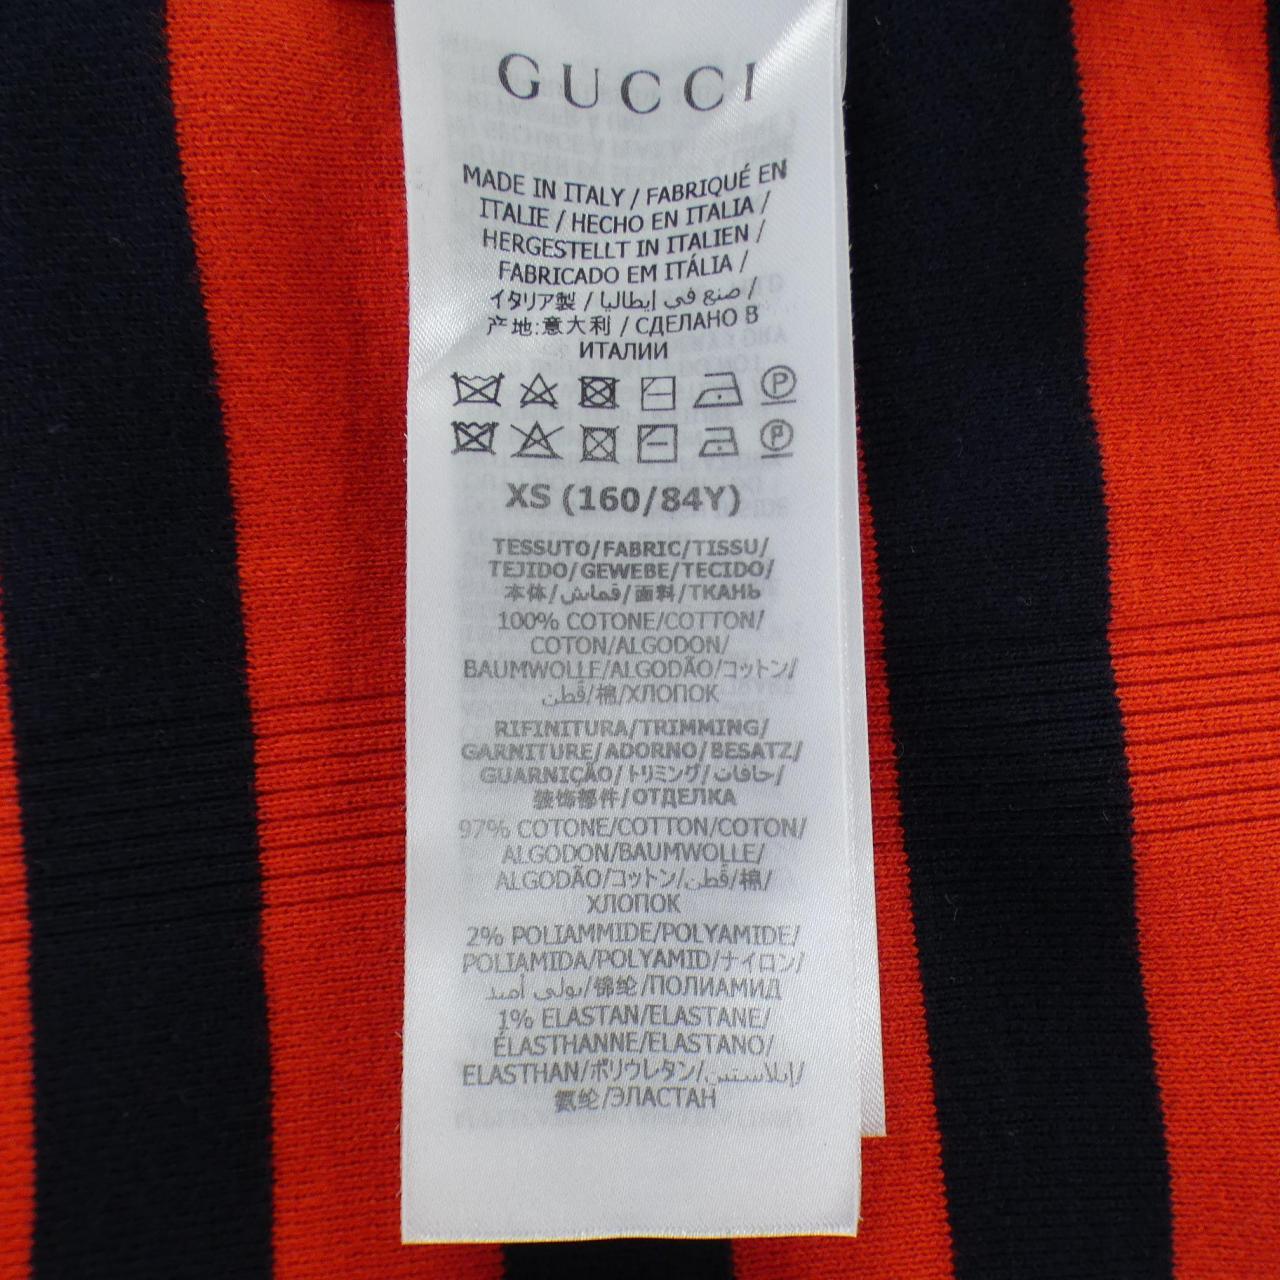 GUCCI
MADE IN ITALY / FABRIQUÉ EN
ITALIE / HECHO EN ITALIA /
HERGESTELLT IN ITALIEN /
FABRICADO EM ITÁLIA /
イタリア製 / صنع في إيطاليا /
产地:意大利 / СДЕЛАНО В
ИТАЛИИ
XS (160/84Y)
TESSUTO/FABRIC/TISSU/
TEJIDO/GEWEBE/TECIDO/
本体/قماش/面料/ТКАНЬ
100% COTONE/COTTON/
COTON/ALGODON/
BAUMWOLLE/ALGODÃO/コットン/
قُطن/棉/ХЛОПОК
RIFINITURA/TRIMMING/
GARNITURE/ADORNO/BESATZ/
GUARNIÇÃO/トリミング/حافات/
装饰部件/ОТДЕЛКА
97% COTONE/COTTON/COTON/
ALGODON/BAUMWOLLE/
ALGODÃO/コットン/قُطن/棉/
ХЛОПОК
2% POLIAMMIDE/POLYAMIDE/
POLIAMIDA/POLYAMID/ナイロン/
بولي أميد/锦纶/ПОЛИАМИД
1% ELASTAN/ELASTANE/
ÉLASTHANNE/ELASTANO/
ELASTHAN/ポリウレタン/إيلاستين/
氨纶/ЭЛАСТАН